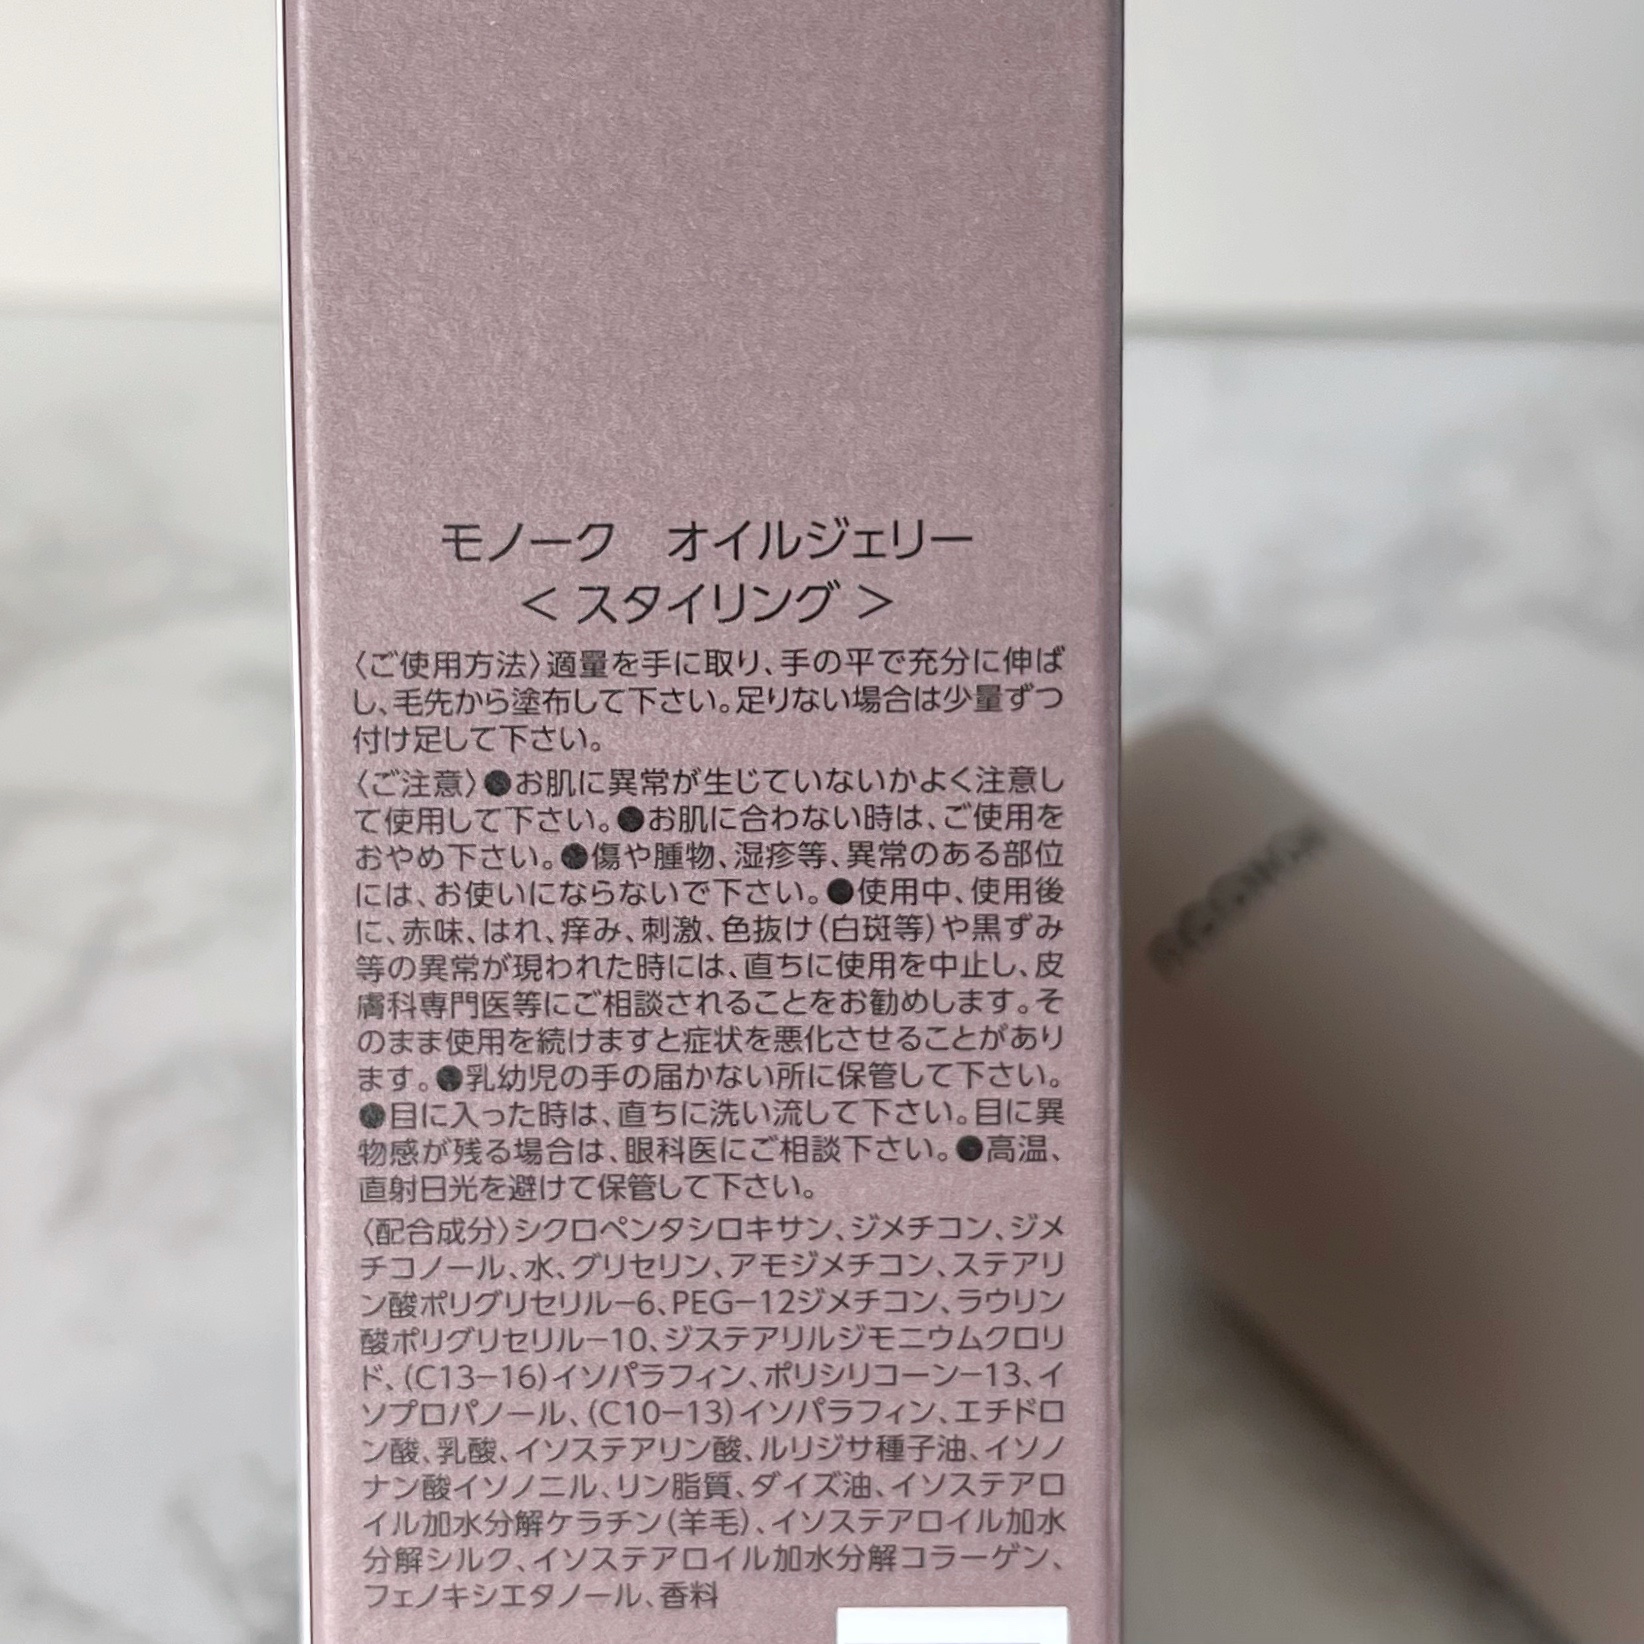 モノーク　オイルジェリー
＜スタイリング＞
〈ご使用方法〉適量を手に取り、手の平で充分に伸ば
し、毛先から塗布して下さい。足りない場合は少量ずつ
付け足して下さい。
〈ご注意〉●お肌に異常が生じていないかよく注意し
て使用して下さい。●お肌に合わない時は、ご使用を
おやめ下さい。●傷や腫物、湿疹等、異常のある部位
には、お使いにならないで下さい。●使用中、使用後
に、赤味、はれ、痒み、刺激、色抜け(白斑等)や黒ずみ
等の異常が現われた時には、直ちに使用を中止し、皮
膚科専門医等にご相談されることをお勧めします。そ
のまま使用を続けますと症状を悪化させることがあり
ます。●乳幼児の手の届かない所に保管して下さい。
●目に入った時は、直ちに洗い流して下さい。目に異
物感が残る場合は、眼科医にご相談下さい。●高温、
直射日光を避けて保管して下さい。
〈配合成分〉シクロペンタシロキサン、ジメチコン、ジメ
チコノール、水、グリセリン、アモジメチコン、ステアリ
ン酸ポリグリセリル−6、PEG−12ジメチコン、ラウリン
酸ポリグリセリル−10、ジステアリルジモニウムクロリ
ド、(C13−16)イソパラフィン、ポリシリコーン−13、イ
ソプロパノール、(C10−13)イソパラフィン、エチドロ
ン酸、乳酸、イソステアリン酸、ルリジサ種子油、イソノ
ナン酸イソノニル、リン脂質、ダイズ油、イソステアロ
イル加水分解ケラチン(羊毛)、イソステアロイル加水
分解シルク、イソステアロイル加水分解コラーゲン、
フェノキシエタノール、香料